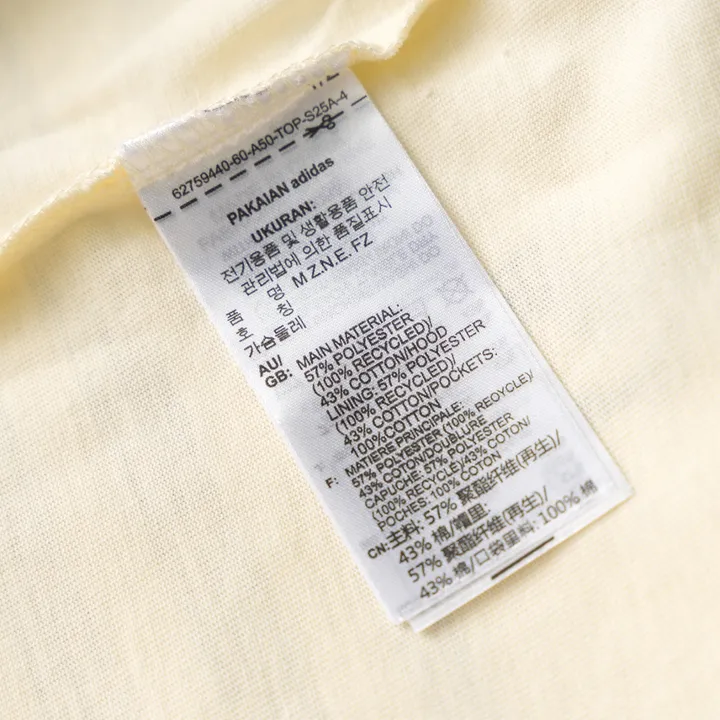 62759440-60-A50-TOP-S25A-4
PAKAIAN adidas
UKURAN:
전기용품 및 생활용품 안전
관리법에 의한 품질표시
품 명 M Z.N.E. FZ
호 칭
가슴둘레
AU/
GB: MAIN MATERIAL:
57% POLYESTER
(100% RECYCLED)/
43% COTTON/HOOD
LINING: 57% POLYESTER
(100% RECYCLED)/
43% COTTON/POCKETS:
100%COTTON
F: MATIERE PRINCIPALE:
57% POLYESTER (100% REOYCLE)/
43% COTON/DOUBLURE
CAPUCHE: 57% POLYESTER
(100% RECYCLE)/43% COTON/
POCHES: 100% COTON
CN: 主料: 57% 聚酯纤维(再生)/
43% 棉/帽里:
57% 聚酯纤维(再生)/
43% 棉/口袋里料: 100% 棉